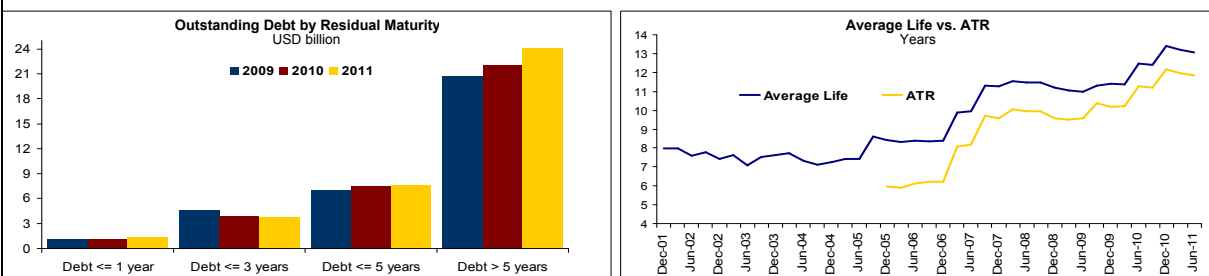 Outstanding Debt by Residual Maturity
USD billion
24
21
18
15
12
9
6
3
0
2009 2010 2011
Debt <= 1 year Debt <= 3 years Debt <= 5 years Debt > 5 years
Average Life vs. ATR
Years
14
13
12
11
10
9
8
7
6
5
4
Average Life ATR
Dec-01
Jun-02
Dec-02
Jun-03
Dec-03
Jun-04
Dec-04
Jun-05
Dec-05
Jun-06
Dec-06
Jun-07
Dec-07
Jun-08
Dec-08
Jun-09
Dec-09
Jun-10
Dec-10
Jun-11